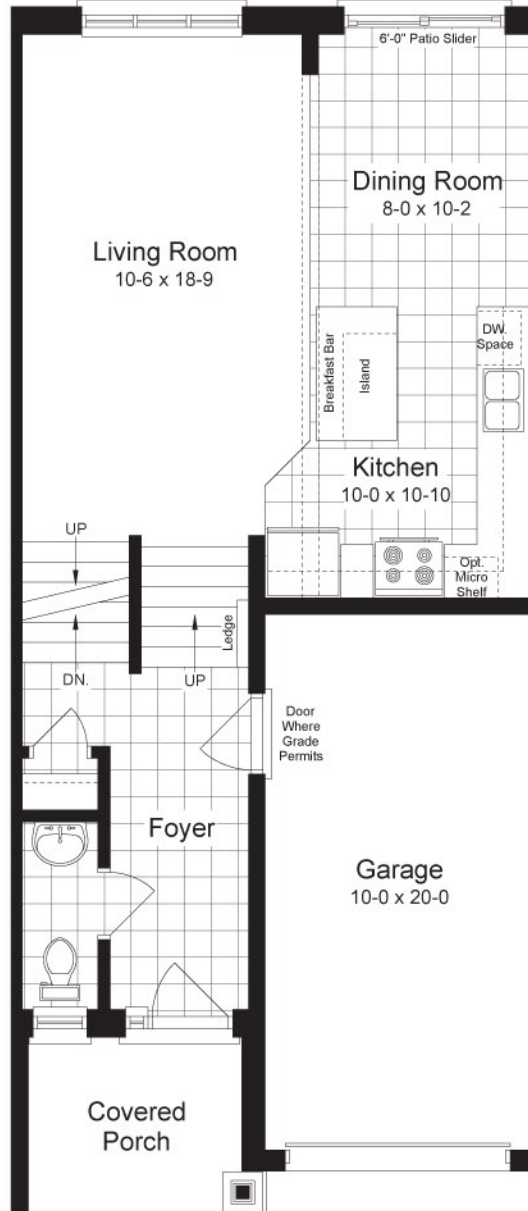 6'-0" Patio Slider
Dining Room
8-0 x 10-2
Living Room
10-6 x 18-9
Breakfast Bar
Island
DW.
Space
Kitchen
10-0 x 10-10
Opt.
Micro
Shelf
UP
DN.
UP
Ledge
Door
Where
Grade
Permits
Foyer
Garage
10-0 x 20-0
Covered
Porch